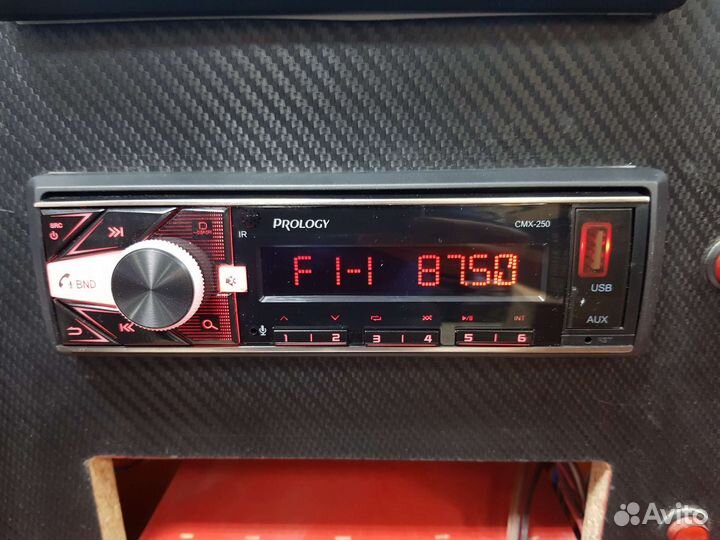 PROLOGY
CMX-250
IR
SRC
D
DISP
BND
F1-1 87.50
USB
AUX
INT
1 2 3 4 5 6
Avito